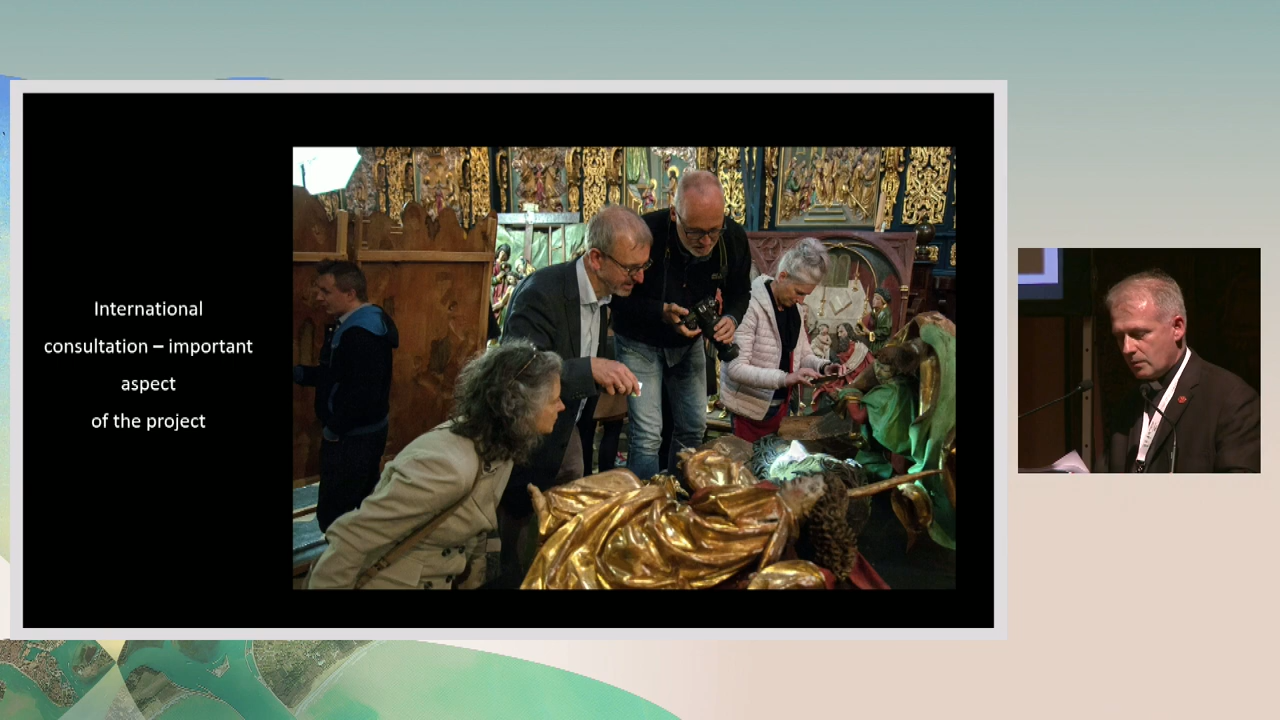 International
consultation – important
aspect
of the project